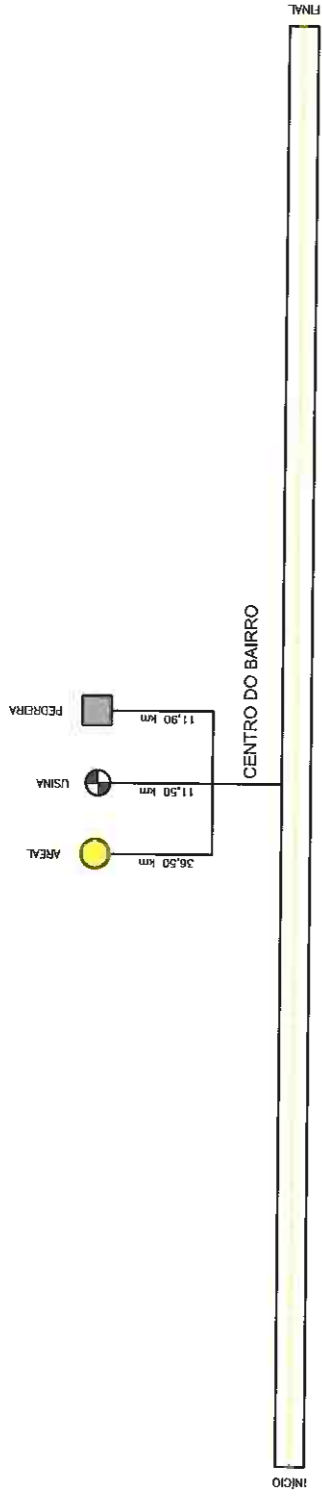 FINAL
PEDREIRA
11,90 km
USINA
11,50 km
AREAL
36,50 km
CENTRO DO BAIRRO
INÍCIO